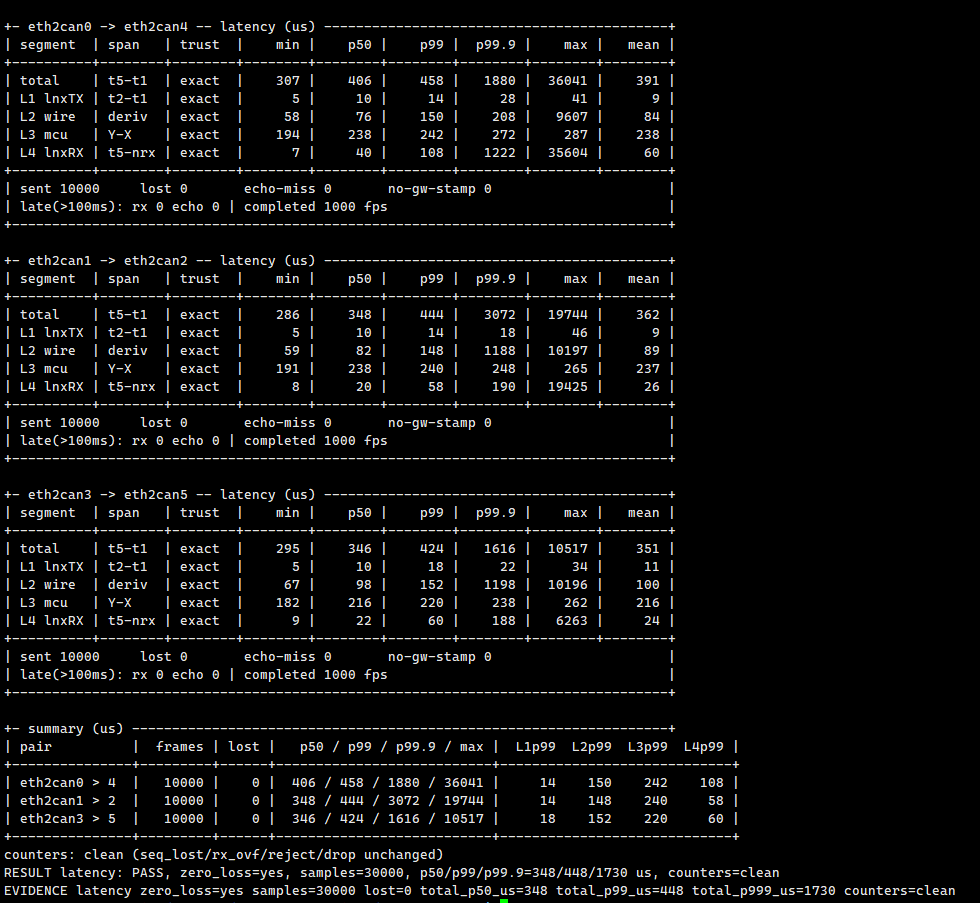 +- eth2can0 -> eth2can4 -- latency (us) -------------------------------------------+
| segment  | span   | trust  |    min |    p50 |    p99 |  p99.9 |    max |   mean |
+----------+--------+--------+--------+--------+--------+--------+--------+--------+
| total    | t5-t1  | exact  |    307 |    406 |    458 |   1880 |  36041 |    391 |
| L1 lnxTX | t2-t1  | exact  |      5 |     10 |     14 |     28 |     41 |      9 |
| L2 wire  | deriv  | exact  |     58 |     76 |    150 |    208 |   9607 |     84 |
| L3 mcu   | Y-X    | exact  |    194 |    238 |    242 |    272 |    287 |    238 |
| L4 lnxRX | t5-nrx | exact  |      7 |     40 |    108 |   1222 |  35604 |     60 |
+----------+--------+--------+--------+--------+--------+--------+--------+--------+
| sent 10000     lost 0       echo-miss 0       no-gw-stamp 0                      |
| late(>100ms): rx 0 echo 0 | completed 1000 fps                                   |
+----------------------------------------------------------------------------------+
+- eth2can1 -> eth2can2 -- latency (us) -------------------------------------------+
| segment  | span   | trust  |    min |    p50 |    p99 |  p99.9 |    max |   mean |
+----------+--------+--------+--------+--------+--------+--------+--------+--------+
| total    | t5-t1  | exact  |    286 |    348 |    444 |   3072 |  19744 |    362 |
| L1 lnxTX | t2-t1  | exact  |      5 |     10 |     14 |     18 |     46 |      9 |
| L2 wire  | deriv  | exact  |     59 |     82 |    148 |   1188 |  10197 |     89 |
| L3 mcu   | Y-X    | exact  |    191 |    238 |    240 |    248 |    265 |    237 |
| L4 lnxRX | t5-nrx | exact  |      8 |     20 |     58 |    190 |  19425 |     26 |
+----------+--------+--------+--------+--------+--------+--------+--------+--------+
| sent 10000     lost 0       echo-miss 0       no-gw-stamp 0                      |
| late(>100ms): rx 0 echo 0 | completed 1000 fps                                   |
+----------------------------------------------------------------------------------+
+- eth2can3 -> eth2can5 -- latency (us) -------------------------------------------+
| segment  | span   | trust  |    min |    p50 |    p99 |  p99.9 |    max |   mean |
+----------+--------+--------+--------+--------+--------+--------+--------+--------+
| total    | t5-t1  | exact  |    295 |    346 |    424 |   1616 |  10517 |    351 |
| L1 lnxTX | t2-t1  | exact  |      5 |     10 |     18 |     22 |     34 |     11 |
| L2 wire  | deriv  | exact  |     67 |     98 |    152 |   1198 |  10196 |    100 |
| L3 mcu   | Y-X    | exact  |    182 |    216 |    220 |    238 |    262 |    216 |
| L4 lnxRX | t5-nrx | exact  |      9 |     22 |     60 |    188 |   6263 |     24 |
+----------+--------+--------+--------+--------+--------+--------+--------+--------+
| sent 10000     lost 0       echo-miss 0       no-gw-stamp 0                      |
| late(>100ms): rx 0 echo 0 | completed 1000 fps                                   |
+----------------------------------------------------------------------------------+
+- summary (us) -------------------------------------------------------------------+
| pair          |  frames | lost |   p50 / p99 / p99.9 / max |  L1p99  L2p99  L3p99  L4p99 |
+---------------+---------+------+---------------------------+-----------------------------+
| eth2can0 > 4  |   10000 |    0 |  406 / 458 / 1880 / 36041 |     14    150    242    108 |
| eth2can1 > 2  |   10000 |    0 |  348 / 444 / 3072 / 19744 |     14    148    240     58 |
| eth2can3 > 5  |   10000 |    0 |  346 / 424 / 1616 / 10517 |     18    152    220     60 |
+---------------+---------+------+---------------------------+-----------------------------+
counters: clean (seq_lost/rx_ovf/reject/drop unchanged)
RESULT latency: PASS, zero_loss=yes, samples=30000, p50/p99/p99.9=348/448/1730 us, counters=clean
EVIDENCE latency zero_loss=yes samples=30000 lost=0 total_p50_us=348 total_p99_us=448 total_p999_us=1730 counters=clean